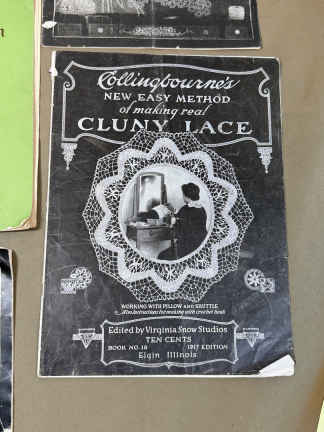 Collingbourne's
NEW EASY METHOD
of making real
CLUNY LACE
WORKING WITH PILLOW AND SHUTTLE
Also instructions for making with crochet hook
Edited by Virginia Snow Studios
TEN CENTS
BOOK NO. 18 1917 EDITION
Elgin Illinois